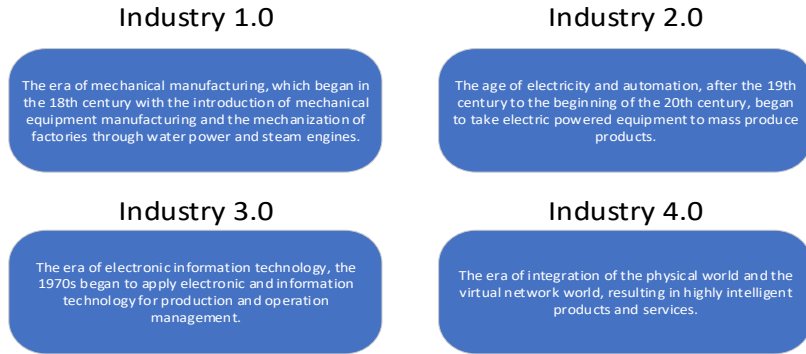 Industry 1.0
The era of mechanical manufacturing, which began in
the 18th century with the introduction of mechanical
equipment manufacturing and the mechanization of
factories through water power and steam engines.
Industry 2.0
The age of electricity and automation, after the 19th
century to the beginning of the 20th century, began
to take electric powered equipment to mass produce
products.
Industry 3.0
The era of electronic information technology, the
1970s began to apply electronic and information
technology for production and operation
management.
Industry 4.0
The era of integration of the physical world and the
virtual network world, resulting in highly intelligent
products and services.